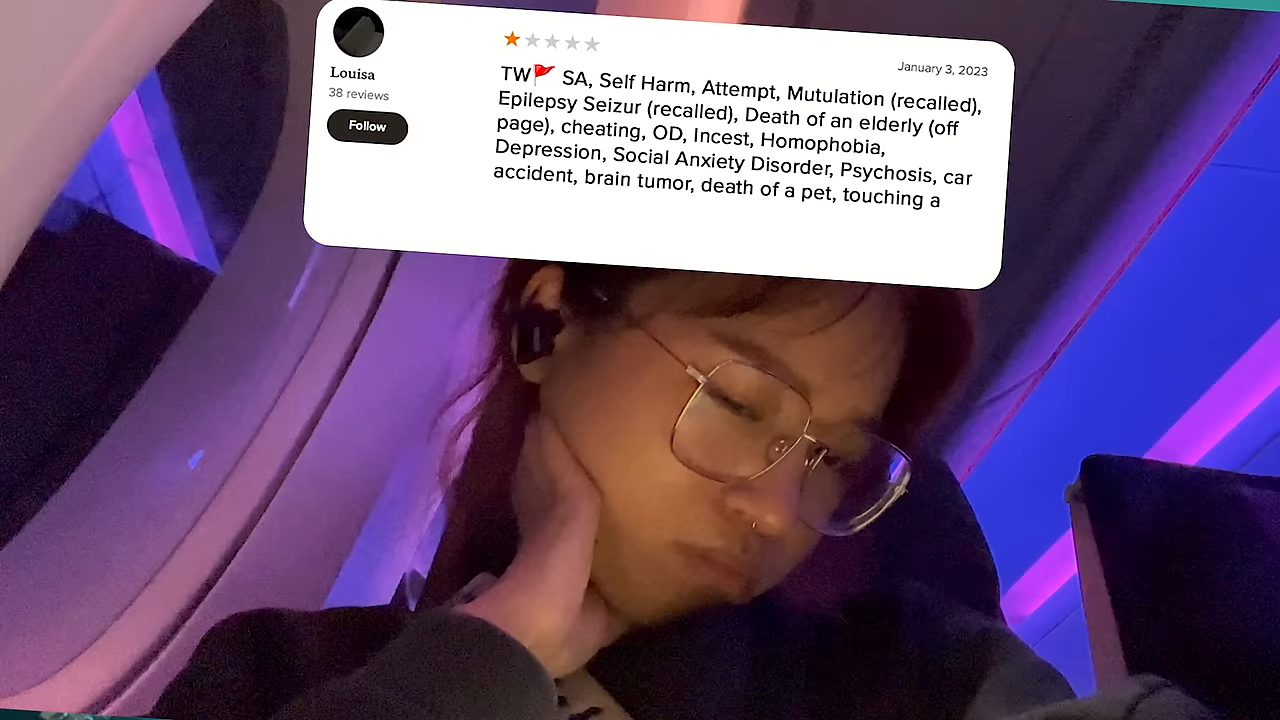 Louisa
38 reviews
Follow
January 3, 2023
TW🚩 SA, Self Harm, Attempt, Mutulation (recalled),
Epilepsy Seizur (recalled), Death of an elderly (off
page), cheating, OD, Incest, Homophobia,
Depression, Social Anxiety Disorder, Psychosis, car
accident, brain tumor, death of a pet, touching a